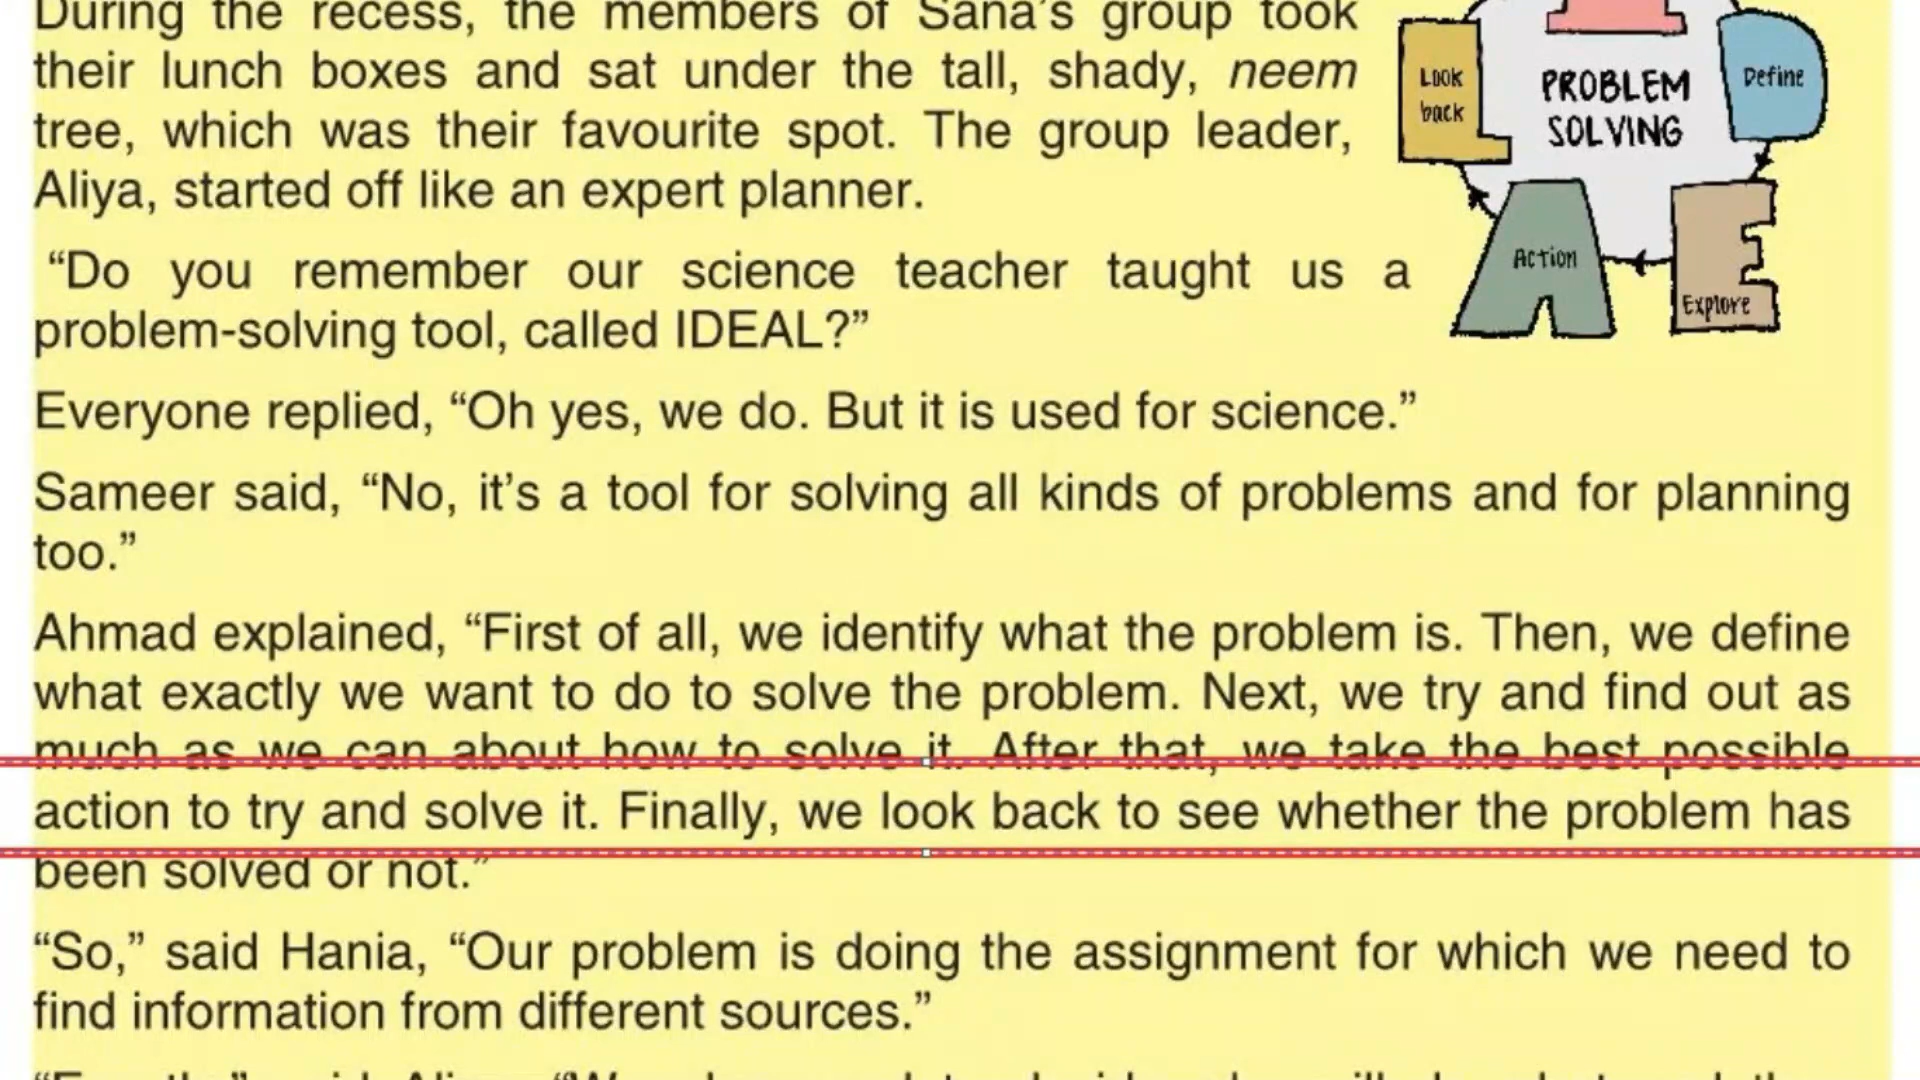 During the recess, the members of Sana's group took
their lunch boxes and sat under the tall, shady, neem
tree, which was their favourite spot. The group leader,
Aliya, started off like an expert planner.
“Do you remember our science teacher taught us a
problem-solving tool, called IDEAL?”
Everyone replied, “Oh yes, we do. But it is used for science.”
Sameer said, “No, it’s a tool for solving all kinds of problems and for planning
too.”
Ahmad explained, “First of all, we identify what the problem is. Then, we define
what exactly we want to do to solve the problem. Next, we try and find out as
much as we can about how to solve it. After that, we take the best possible
action to try and solve it. Finally, we look back to see whether the problem has
been solved or not.”
“So,” said Hania, “Our problem is doing the assignment for which we need to
find information from different sources.”
PROBLEM
SOLVING
Define
Explore
Action
Look
back